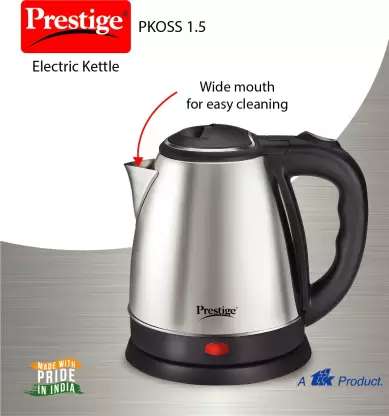 Prestige
PKOSS 1.5
Electric Kettle
Wide mouth
for easy cleaning
Prestige
MADE WITH
PRIDE
IN INDIA
A ttk Product.